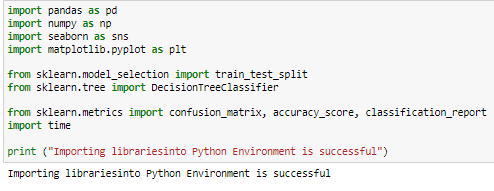 import pandas as pd
import numpy as np
import seaborn as sns
import matplotlib.pyplot as plt
from sklearn.model_selection import train_test_split
from sklearn.tree import DecisionTreeClassifier
from sklearn.metrics import confusion_matrix, accuracy_score, classification_report
import time
print ("Importing librariesinto Python Environment is successful")
Importing librariesinto Python Environment is successful